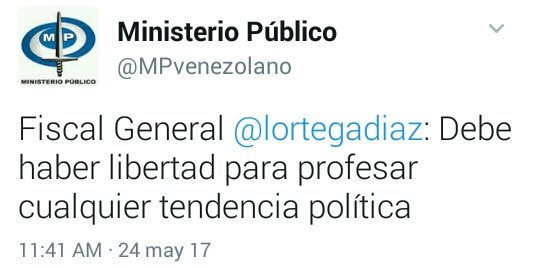 MP
MINISTERIO PÚBLICO
Ministerio Público
@MPvenezolano
Fiscal General @lortegadiaz: Debe
haber libertad para profesar
cualquier tendencia política
11:41 AM · 24 may 17